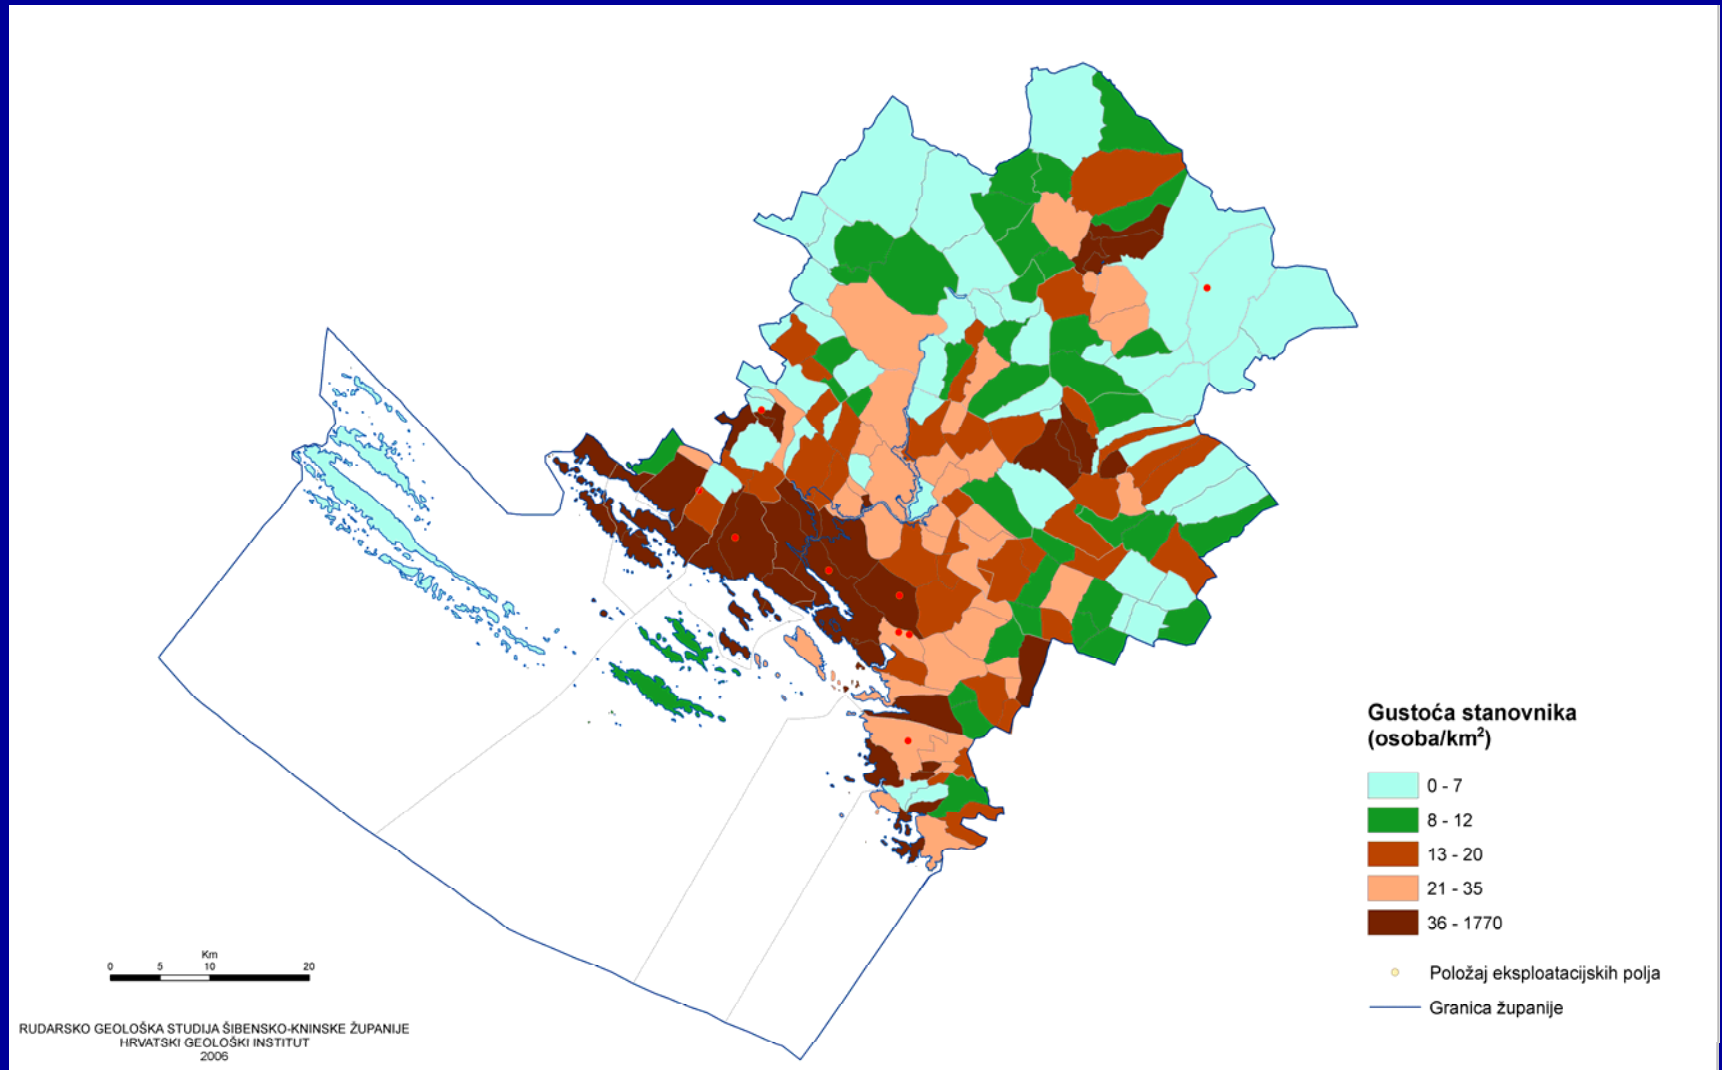 Gustoća stanovnika
(osoba/km²)
0 - 7
8 - 12
13 - 20
21 - 35
36 - 1770
Položaj eksploatacijskih polja
Granica županije
Km
0 5 10 20
RUDARSKO GEOLOŠKA STUDIJA ŠIBENSKO-KNINSKE ŽUPANIJE
HRVATSKI GEOLOŠKI INSTITUT
2006